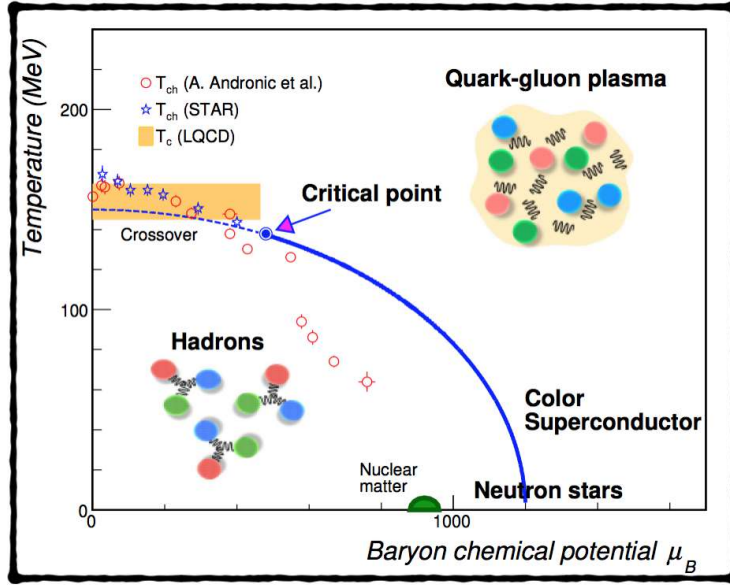 Temperature (MeV)
200
100
0
T_ch (A. Andronic et al.)
T_ch (STAR)
T_c (LQCD)
Quark-gluon plasma
Critical point
Crossover
Hadrons
Color
Superconductor
Nuclear
matter
Neutron stars
0
1000
Baryon chemical potential μ_B